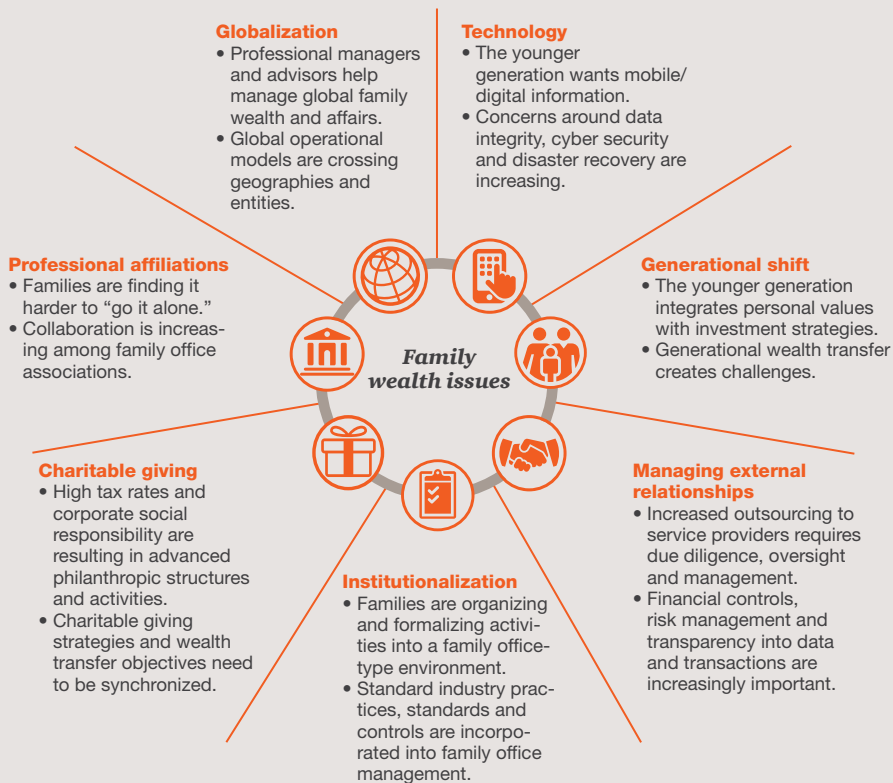 Globalization
• Professional managers
and advisors help
manage global family
wealth and affairs.
• Global operational
models are crossing
geographies and
entities.
Technology
• The younger
generation wants mobile/
digital information.
• Concerns around data
integrity, cyber security
and disaster recovery are
increasing.
Professional affiliations
• Families are finding it
harder to “go it alone.”
• Collaboration is increas-
ing among family office
associations.
Generational shift
• The younger generation
integrates personal values
with investment strategies.
• Generational wealth transfer
creates challenges.
Family
wealth issues
Charitable giving
• High tax rates and
corporate social
responsibility are
resulting in advanced
philanthropic structures
and activities.
• Charitable giving
strategies and wealth
transfer objectives need
to be synchronized.
Institutionalization
• Families are organizing
and formalizing activi-
ties into a family office-
type environment.
• Standard industry prac-
tices, standards and
controls are incorpo-
rated into family office
management.
Managing external
relationships
• Increased outsourcing to
service providers requires
due diligence, oversight
and management.
• Financial controls,
risk management and
transparency into data
and transactions are
increasingly important.